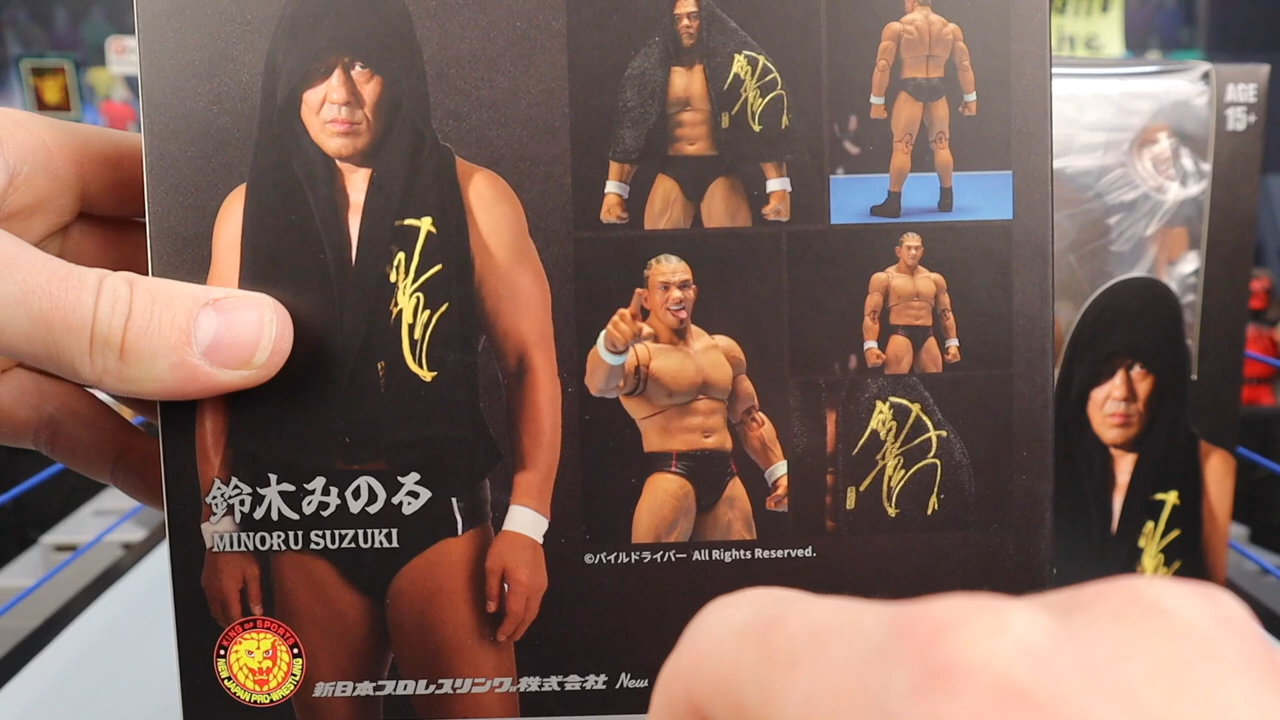 AGE
15+
鈴木みのる
MINORU SUZUKI
©パイルドライバー All Rights Reserved.
KING OF SPORTS
NEW JAPAN PRO-WRESTLING
新日本プロレスリング株式会社 New